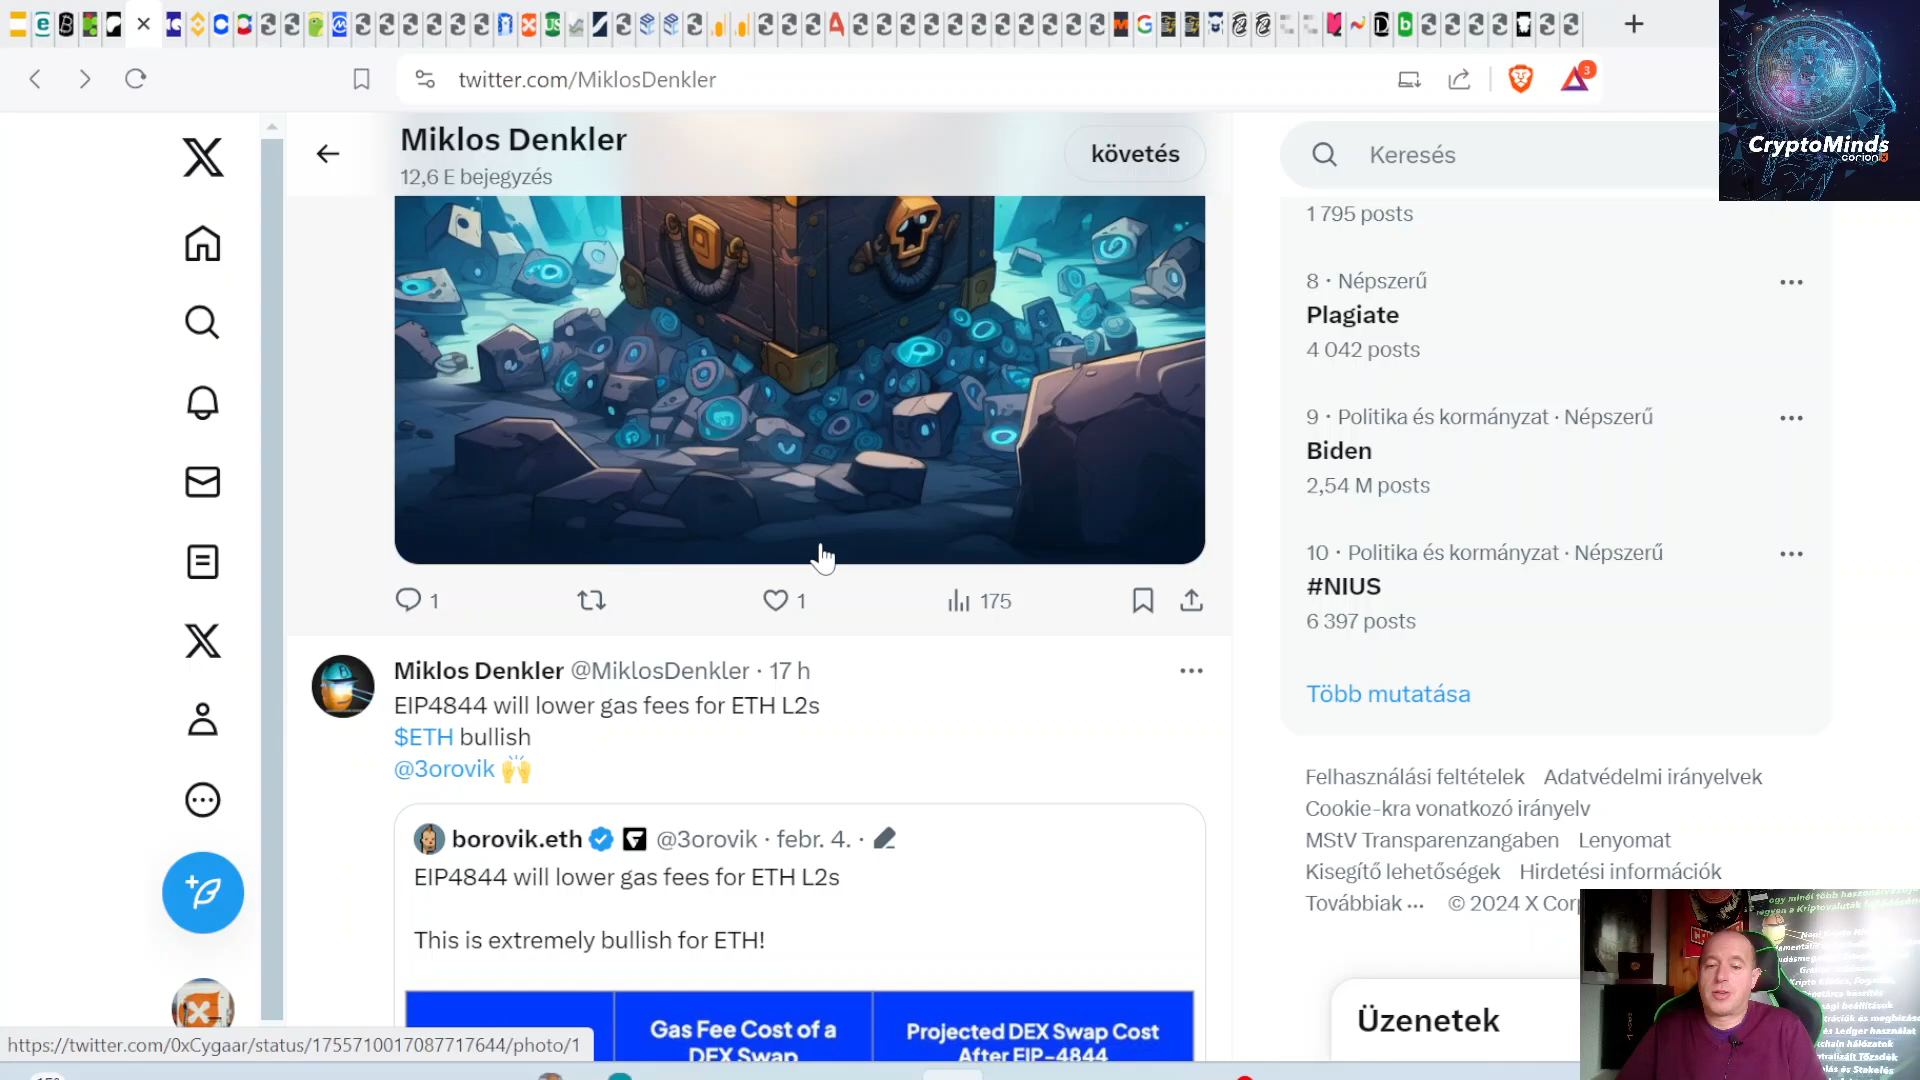 twitter.com/MiklosDenkler
3
CryptoMinds
corion
Miklos Denkler
12,6 E bejegyzés
követés
Keresés
1 795 posts
8 · Népszerű
Plagiate
4 042 posts
9 · Politika és kormányzat · Népszerű
Biden
2,54 M posts
10 · Politika és kormányzat · Népszerű
#NIUS
6 397 posts
Több mutatása
1
1
175
Miklos Denkler @MiklosDenkler · 17 h
EIP4844 will lower gas fees for ETH L2s
$ETH bullish
@3orovik 🙌
borovik.eth @3orovik · febr. 4. ·
EIP4844 will lower gas fees for ETH L2s
This is extremely bullish for ETH!
Gas Fee Cost of a
DEX Swap
Projected DEX Swap Cost
After EIP-4844
Felhasználási feltételek Adatvédelmi irányelvek
Cookie-kra vonatkozó irányelv
MStV Transparenzangaben Lenyomat
Kisegítő lehetőségek Hirdetési információk
Továbbiak ··· © 2024 X Corp
Üzenetek
https://twitter.com/0xCygaar/status/1755710017087717644/photo/1